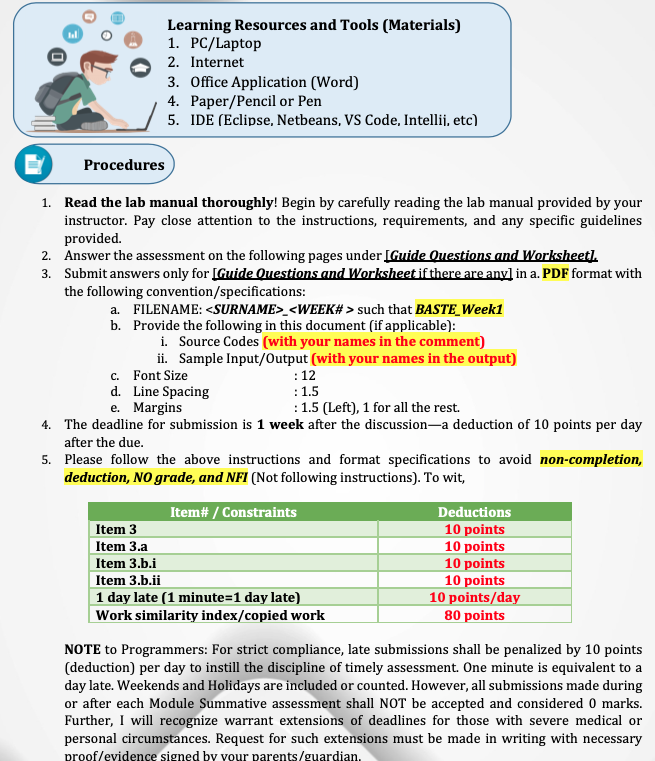 Learning Resources and Tools (Materials)
1. PC/Laptop
2. Internet
3. Office Application (Word)
4. Paper/Pencil or Pen
5. IDE (Eclipse, Netbeans, VS Code, Intellij, etc)
Procedures
1. Read the lab manual thoroughly! Begin by carefully reading the lab manual provided by your
instructor. Pay close attention to the instructions, requirements, and any specific guidelines
provided.
2. Answer the assessment on the following pages under [Guide Questions and Worksheet].
3. Submit answers only for [Guide Questions and Worksheet if there are any] in a. PDF format with
the following convention/specifications:
a. FILENAME: <SURNAME>_<WEEK# > such that BASTE_Week1
b. Provide the following in this document (if applicable):
i. Source Codes (with your names in the comment)
ii. Sample Input/Output (with your names in the output)
c. Font Size : 12
d. Line Spacing : 1.5
e. Margins : 1.5 (Left), 1 for all the rest.
4. The deadline for submission is 1 week after the discussion—a deduction of 10 points per day
after the due.
5. Please follow the above instructions and format specifications to avoid non-completion,
deduction, NO grade, and NFI (Not following instructions). To wit,
Item# / Constraints Deductions
Item 3 10 points
Item 3.a 10 points
Item 3.b.i 10 points
Item 3.b.ii 10 points
1 day late (1 minute=1 day late) 10 points/day
Work similarity index/copied work 80 points
NOTE to Programmers: For strict compliance, late submissions shall be penalized by 10 points
(deduction) per day to instill the discipline of timely assessment. One minute is equivalent to a
day late. Weekends and Holidays are included or counted. However, all submissions made during
or after each Module Summative assessment shall NOT be accepted and considered 0 marks.
Further, I will recognize warrant extensions of deadlines for those with severe medical or
personal circumstances. Request for such extensions must be made in writing with necessary
proof/evidence signed by your parents/guardian.